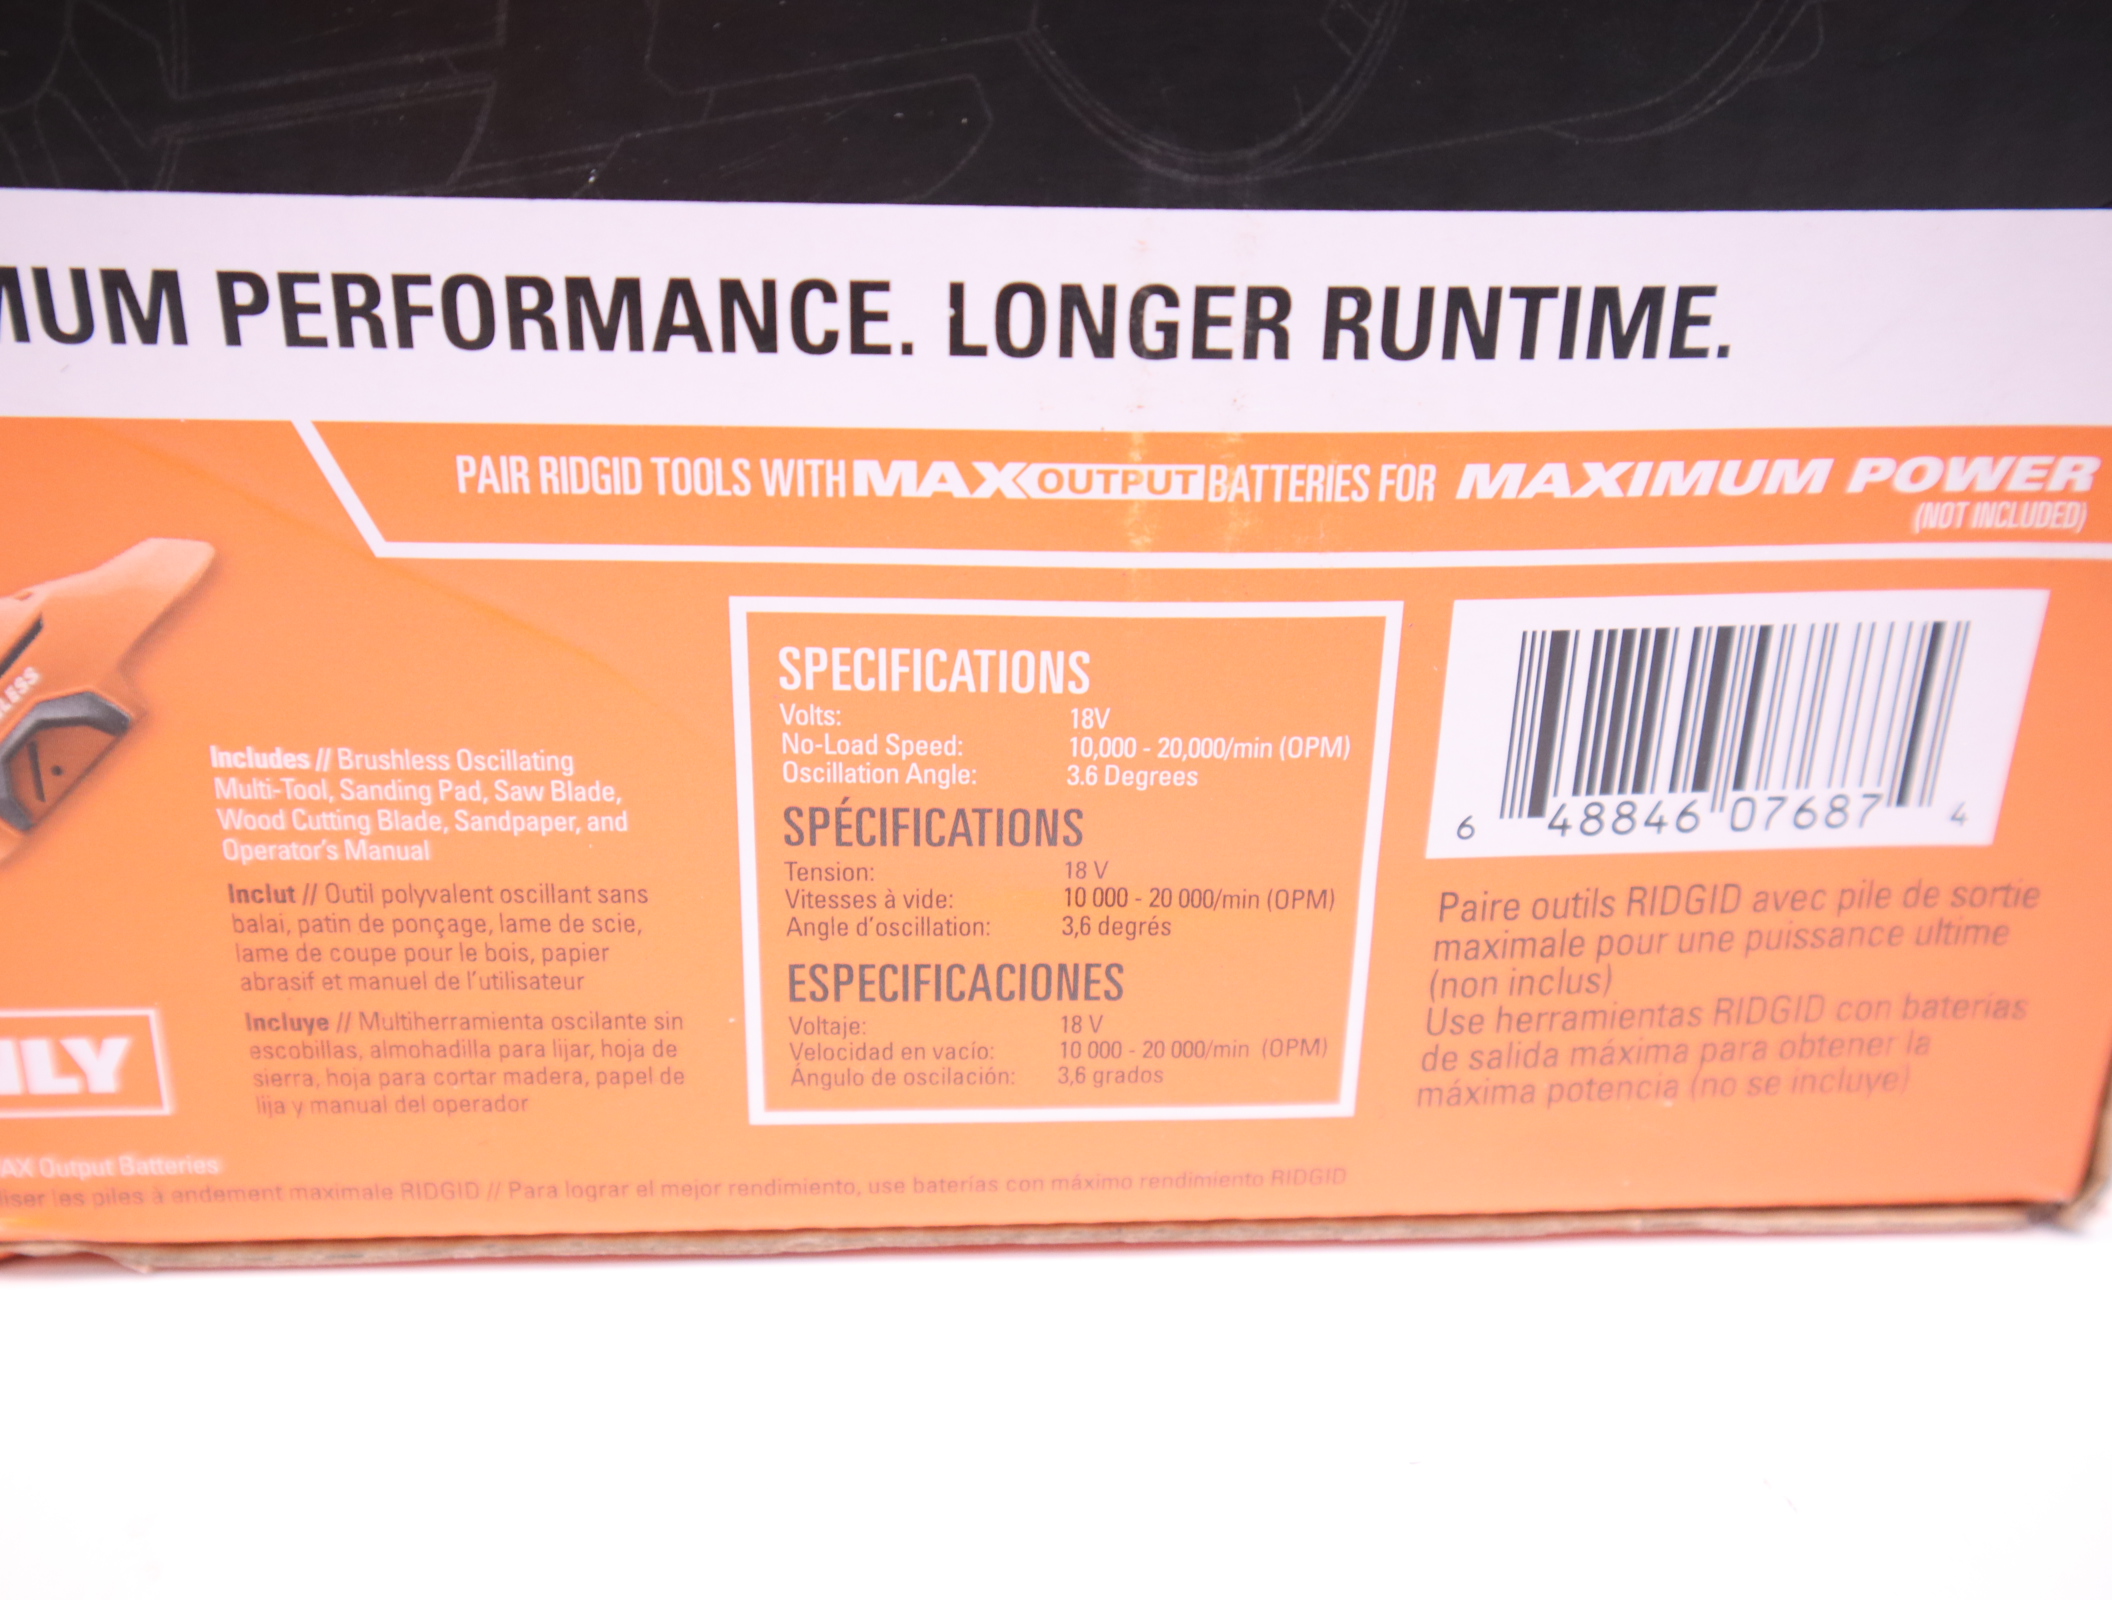 MUM PERFORMANCE. LONGER RUNTIME.
PAIR RIDGID TOOLS WITH MAX OUTPUT BATTERIES FOR MAXIMUM POWER
(NOT INCLUDED)
LESS
Includes // Brushless Oscillating
Multi-Tool, Sanding Pad, Saw Blade,
Wood Cutting Blade, Sandpaper, and
Operator's Manual
Inclut // Outil polyvalent oscillant sans
balai, patin de ponçage, lame de scie,
lame de coupe pour le bois, papier
abrasif et manuel de l'utilisateur
Incluye // Multiherramienta oscilante sin
escobillas, almohadilla para lijar, hoja de
sierra, hoja para cortar madera, papel de
lija y manual del operador
NLY
SPECIFICATIONS
Volts: 18V
No-Load Speed: 10,000 - 20,000/min (OPM)
Oscillation Angle: 3.6 Degrees
SPÉCIFICATIONS
Tension: 18 V
Vitesses à vide: 10 000 - 20 000/min (OPM)
Angle d'oscillation: 3,6 degrés
ESPECIFICACIONES
Voltaje: 18 V
Velocidad en vacío: 10 000 - 20 000/min (OPM)
Ángulo de oscilación: 3,6 grados
6 48846 07687 4
Paire outils RIDGID avec pile de sortie
maximale pour une puissance ultime
(non inclus)
Use herramientas RIDGID con baterías
de salida máxima para obtener la
máxima potencia (no se incluye)
AX Output Batteries
liser les piles à endement maximale RIDGID // Para lograr el mejor rendimiento, use baterías con máximo rendimiento RIDGID